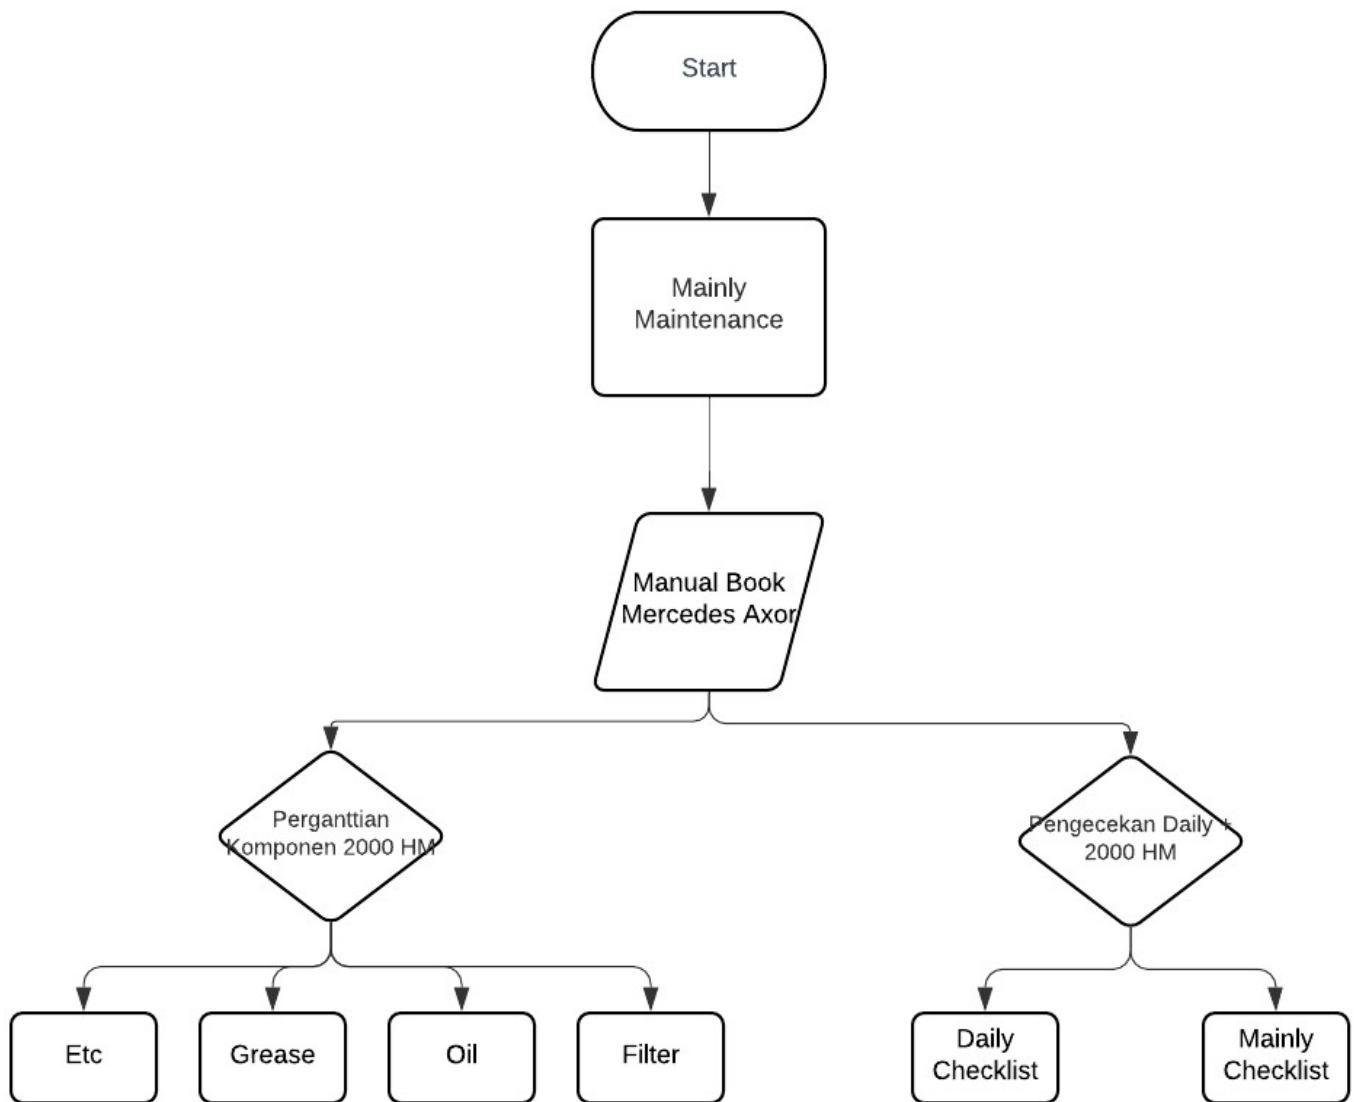 Start
Mainly
Maintenance
Manual Book
Mercedes Axor
Perganttian
Komponen 2000 HM
Pengecekan Daily +
2000 HM
Etc
Grease
Oil
Filter
Daily
Checklist
Mainly
Checklist